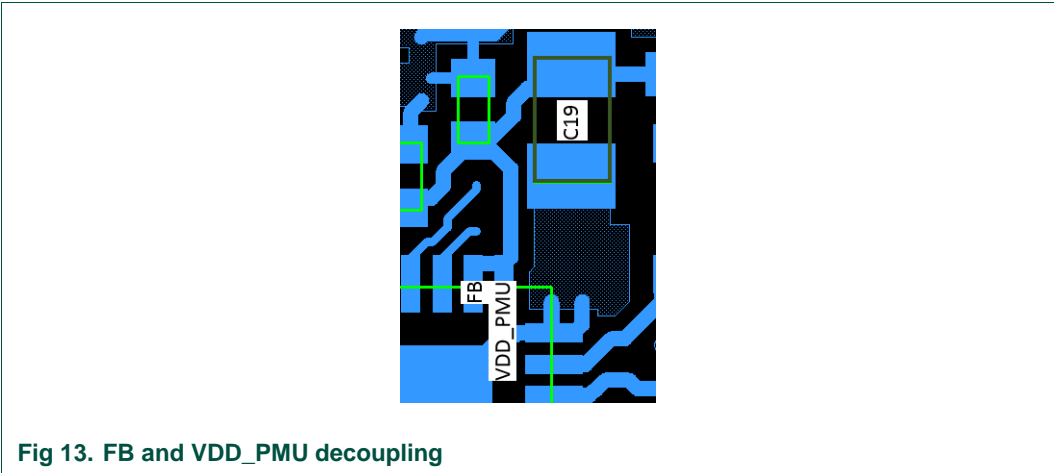 C19
FB
VDD_PMU
Fig 13. FB and VDD_PMU decoupling